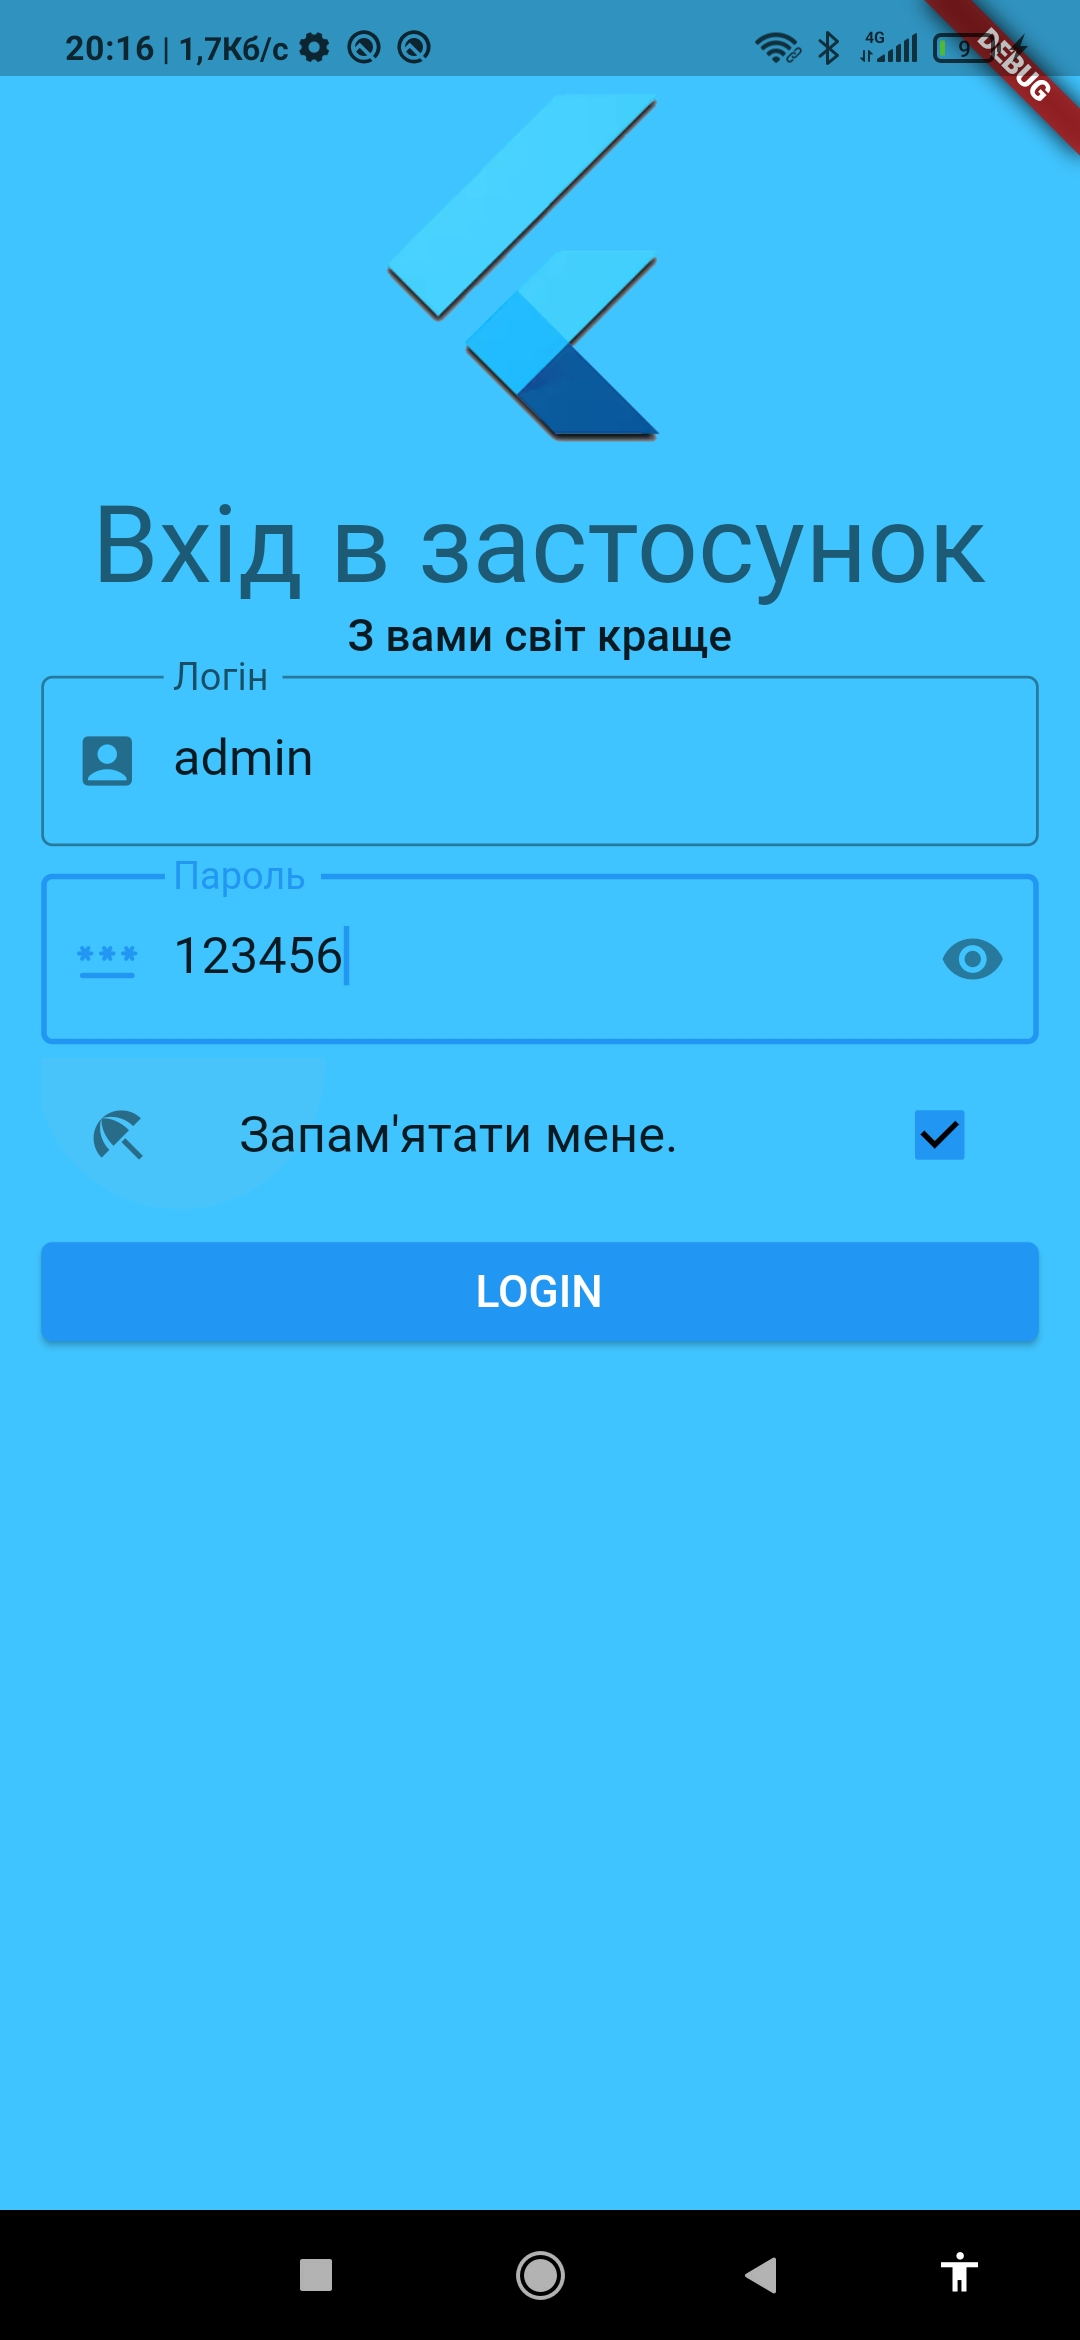 20:16 | 1,7Кб/с
4G
9
DEBUG
Вхід в застосунок
З вами світ краще
Логін
admin
Пароль
***
123456
Запам'ятати мене.
LOGIN